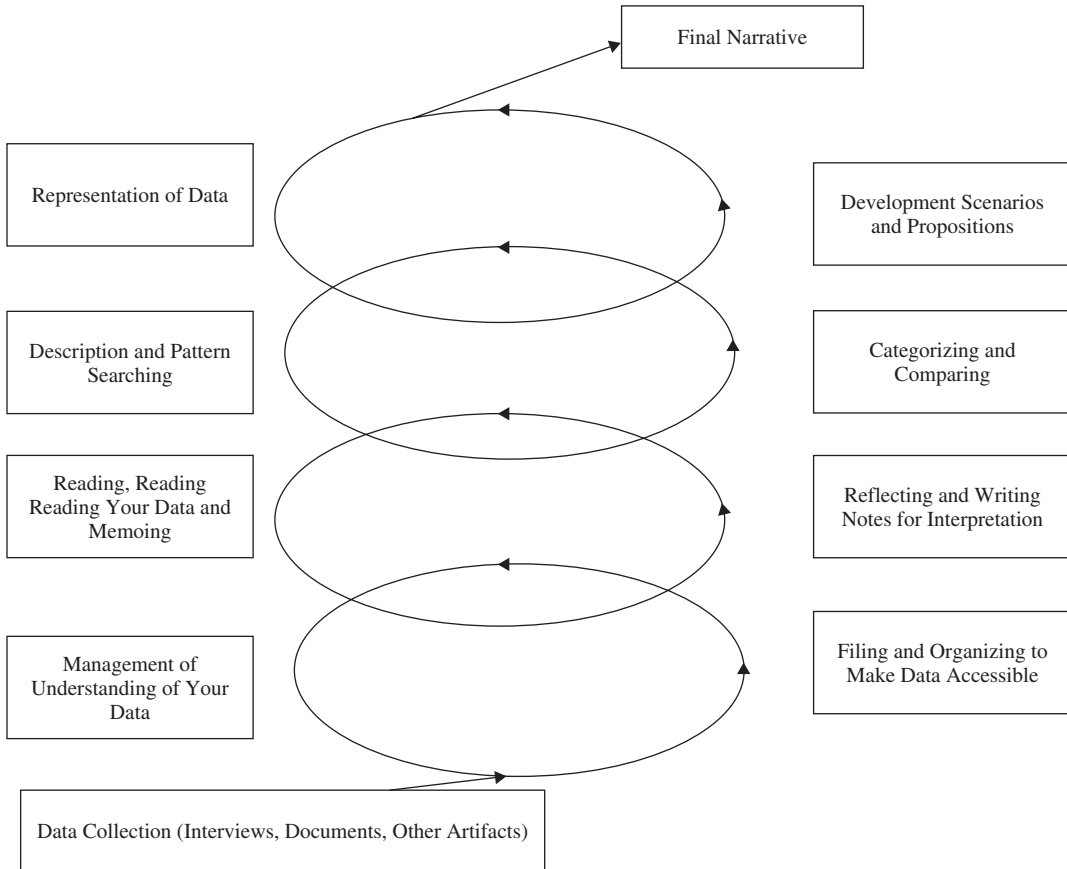 Final Narrative
Representation of Data
Development Scenarios
and Propositions
Description and Pattern
Searching
Categorizing and
Comparing
Reading, Reading
Reading Your Data and
Memoing
Reflecting and Writing
Notes for Interpretation
Management of
Understanding of Your
Data
Filing and Organizing to
Make Data Accessible
Data Collection (Interviews, Documents, Other Artifacts)